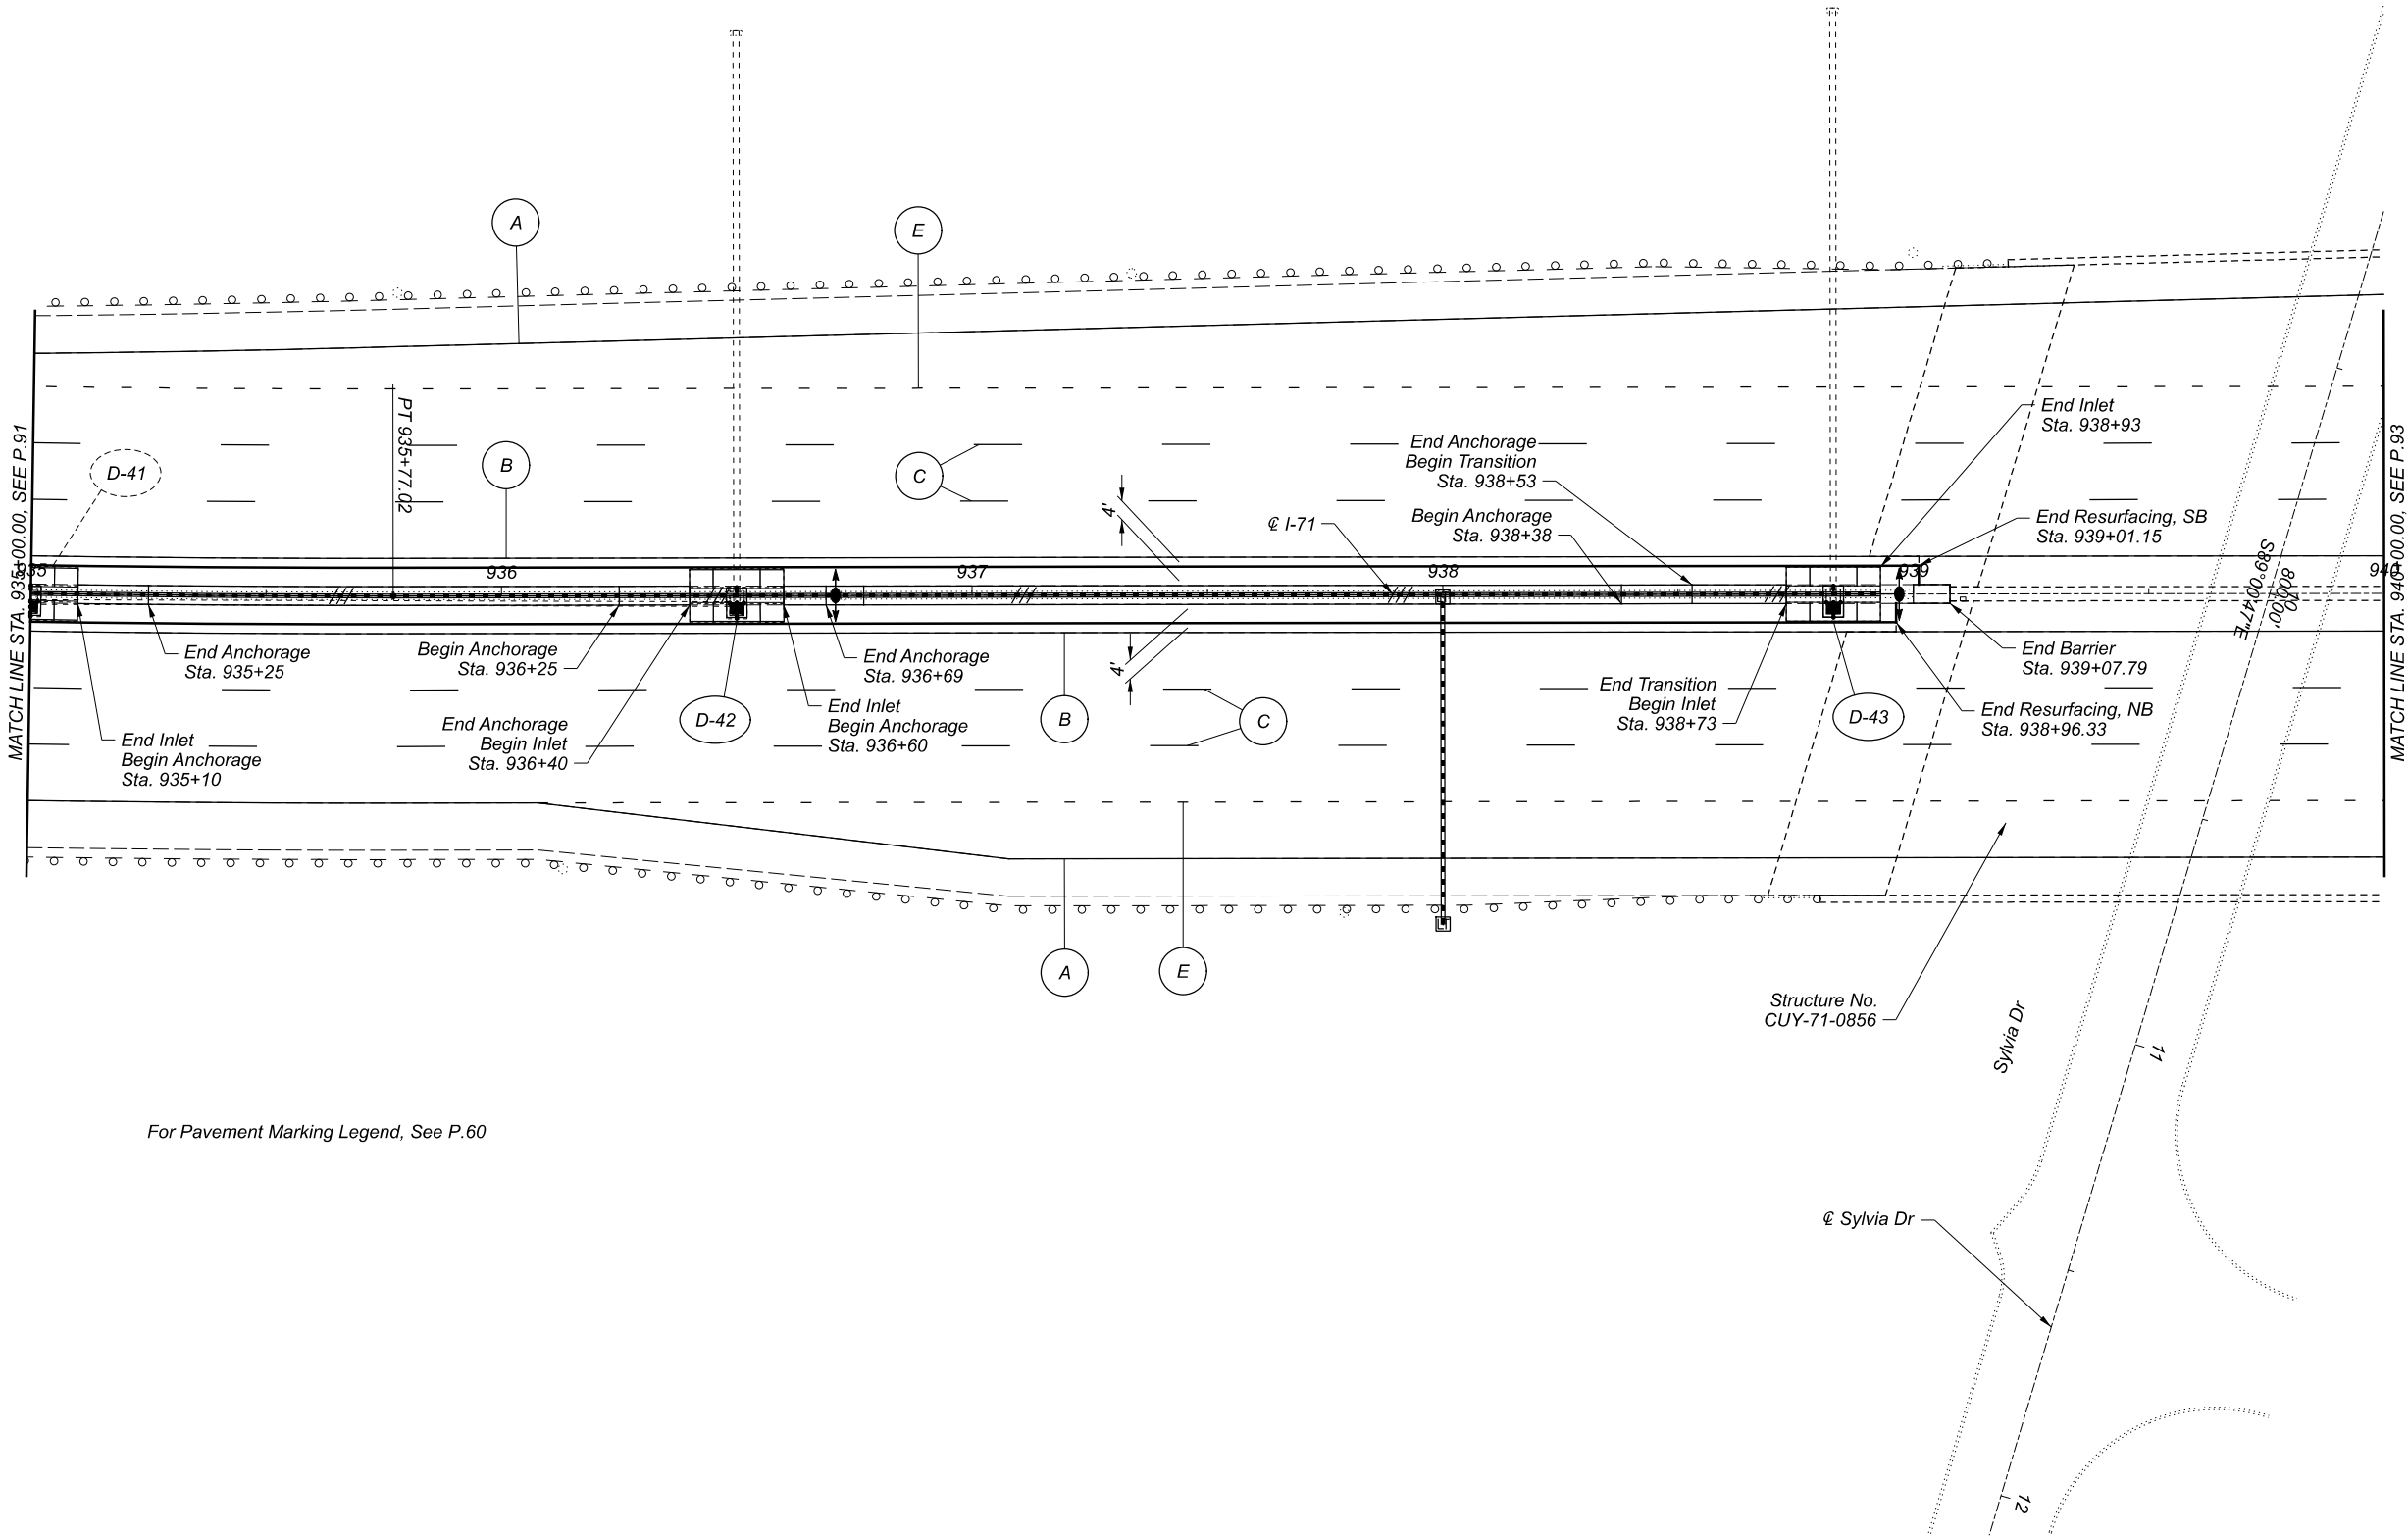 A
E
PT 935+77.02
MATCH LINE STA. 935+00.00, SEE P.91
D-41
B
C
4'
End Anchorage
Begin Transition
Sta. 938+53
Begin Anchorage
Sta. 938+38
℄ I-71
End Inlet
Sta. 938+93
End Resurfacing, SB
Sta. 939+01.15
MATCH LINE STA. 940+00.00, SEE P.93
935
936
937
938
939
940
S89°00'47"E
800.00'
10
End Anchorage
Sta. 935+25
Begin Anchorage
Sta. 936+25
End Anchorage
Sta. 936+69
4'
End Inlet
Begin Anchorage
Sta. 935+10
End Anchorage
Begin Inlet
Sta. 936+40
D-42
End Inlet
Begin Anchorage
Sta. 936+60
B
C
End Transition
Begin Inlet
Sta. 938+73
D-43
End Barrier
Sta. 939+07.79
End Resurfacing, NB
Sta. 938+96.33
A
E
Structure No.
CUY-71-0856
Sylvia Dr
11
For Pavement Marking Legend, See P.60
℄ Sylvia Dr
12